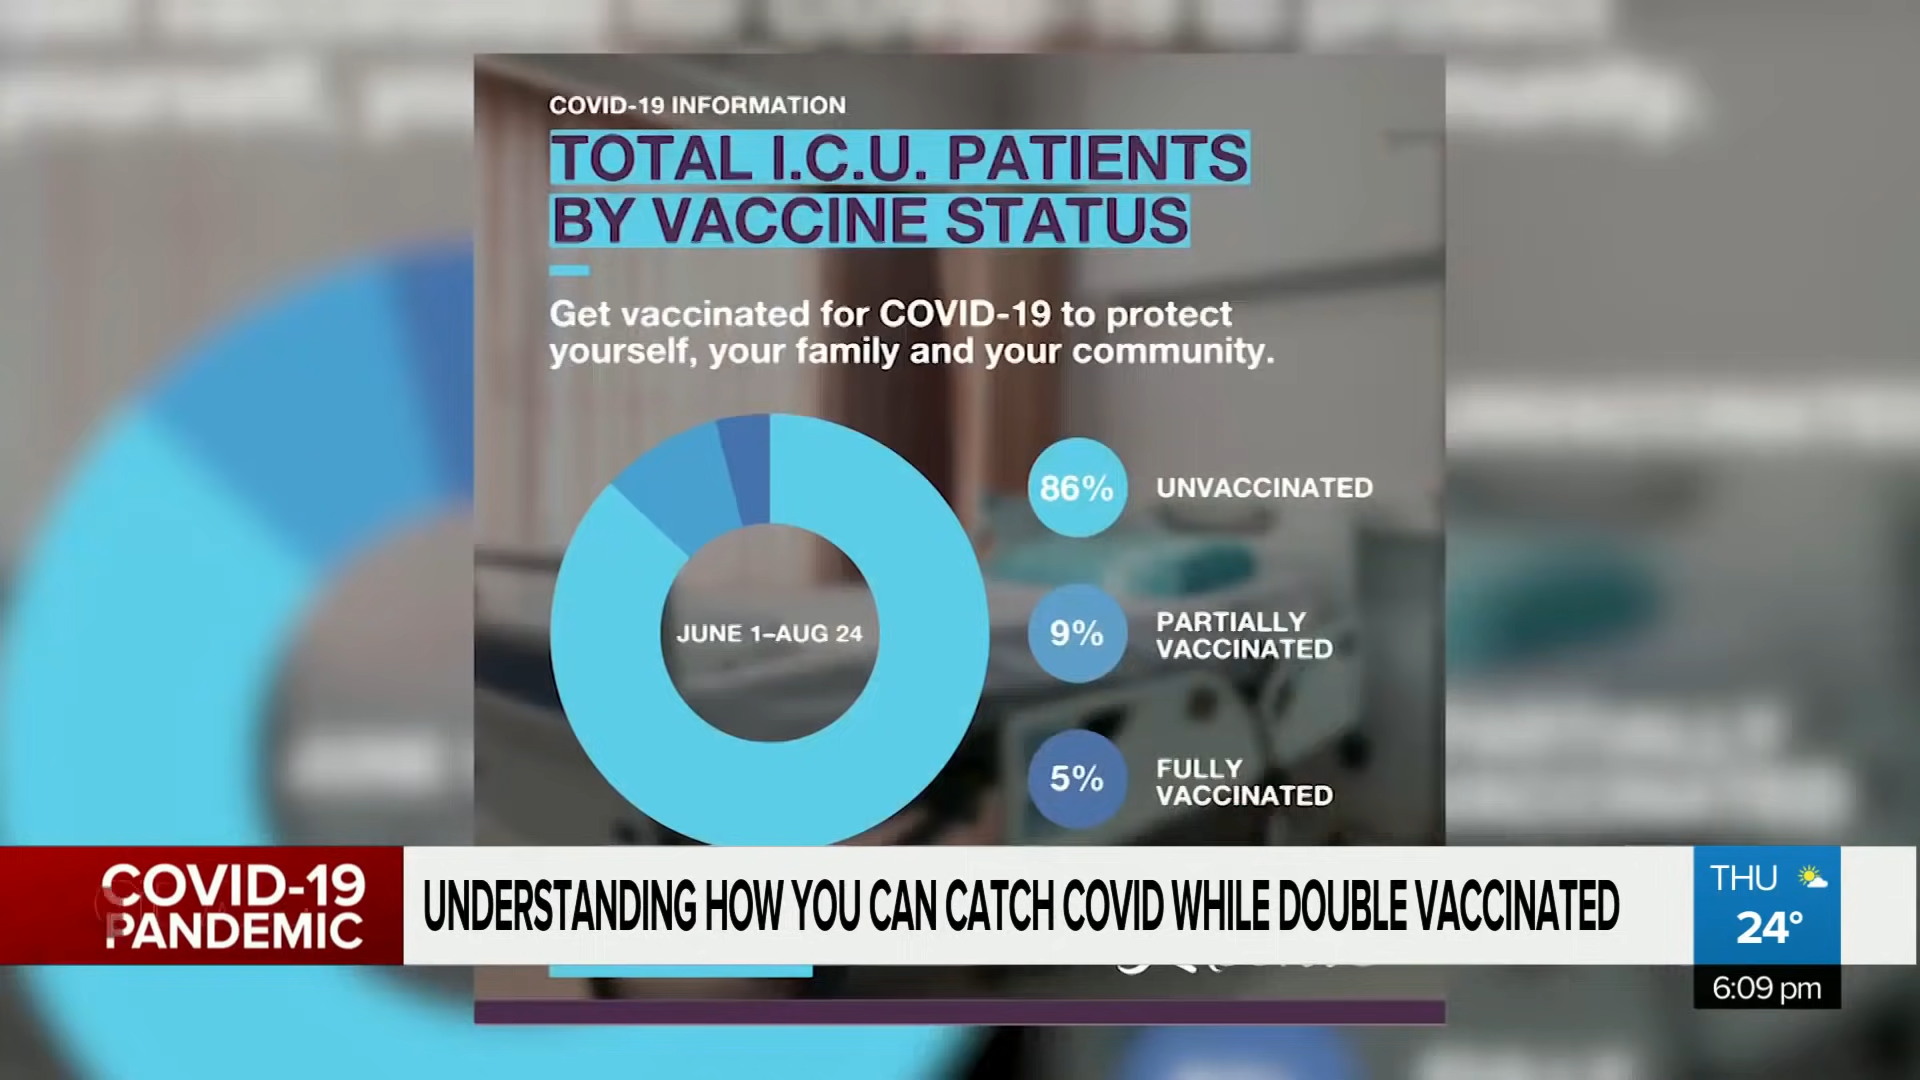 COVID-19 INFORMATION
TOTAL I.C.U. PATIENTS
BY VACCINE STATUS
Get vaccinated for COVID-19 to protect
yourself, your family and your community.
JUNE 1–AUG 24
86%
UNVACCINATED
9%
PARTIALLY
VACCINATED
5%
FULLY
VACCINATED
COVID-19
PANDEMIC
UNDERSTANDING HOW YOU CAN CATCH COVID WHILE DOUBLE VACCINATED
THU
24°
6:09 pm